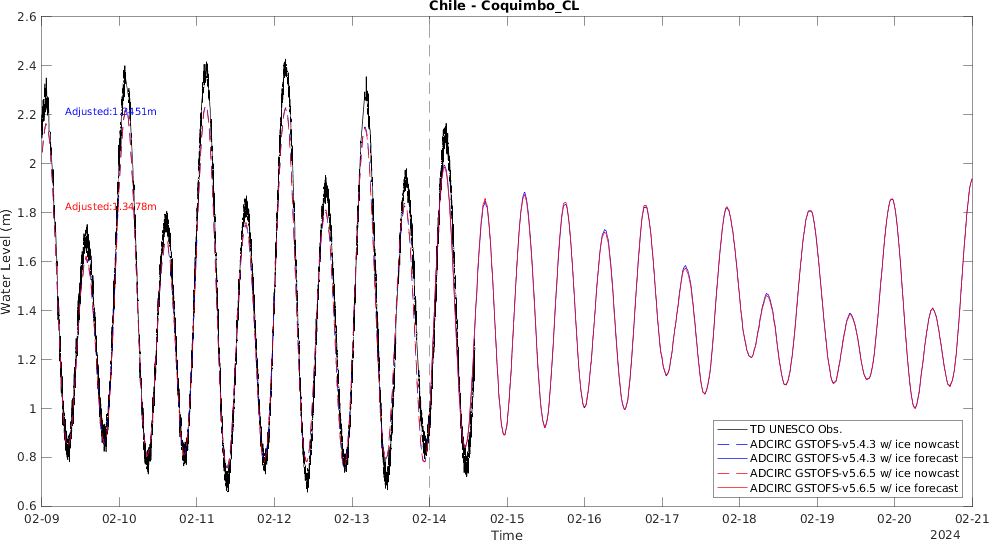 Chile - Coquimbo_CL
2.6
2.4
2.2
2
1.8
1.6
1.4
1.2
1
0.8
0.6
Water Level (m)
Adjusted:1.3451m
Adjusted:1.3478m
TD UNESCO Obs.
ADCIRC GSTOFS-v5.4.3 w/ ice nowcast
ADCIRC GSTOFS-v5.4.3 w/ ice forecast
ADCIRC GSTOFS-v5.6.5 w/ ice nowcast
ADCIRC GSTOFS-v5.6.5 w/ ice forecast
02-09 02-10 02-11 02-12 02-13 02-14 02-15 02-16 02-17 02-18 02-19 02-20 02-21
Time
2024